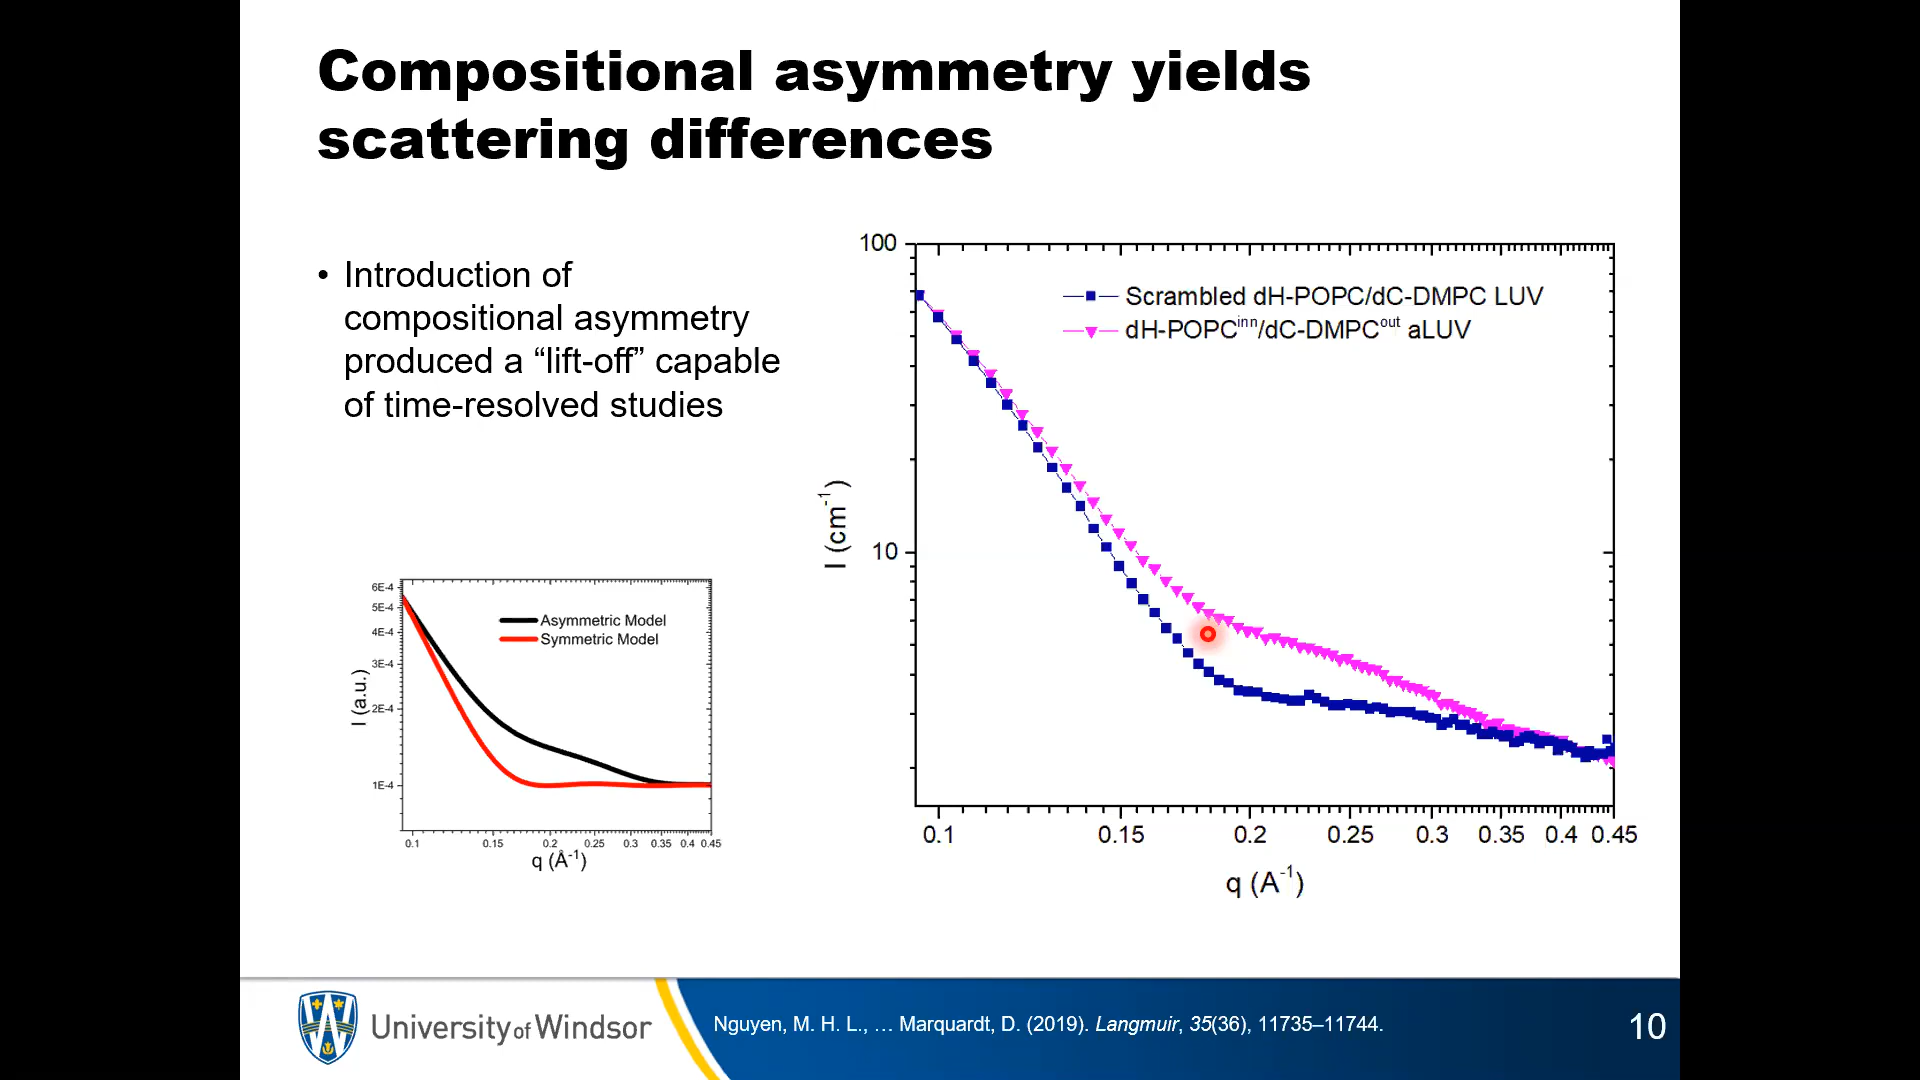 Compositional asymmetry yields
scattering differences
• Introduction of
compositional asymmetry
produced a “lift-off” capable
of time-resolved studies
6E-4
5E-4
4E-4
3E-4
2E-4
1E-4
I (a.u.)
Asymmetric Model
Symmetric Model
0.1 0.15 0.2 0.25 0.3 0.35 0.4 0.45
q (Å-1)
100
10
I (cm-1)
Scrambled dH-POPC/dC-DMPC LUV
dH-POPCinn/dC-DMPCout aLUV
0.1 0.15 0.2 0.25 0.3 0.35 0.4 0.45
q (A-1)
University of Windsor
Nguyen, M. H. L., … Marquardt, D. (2019). Langmuir, 35(36), 11735–11744.
10